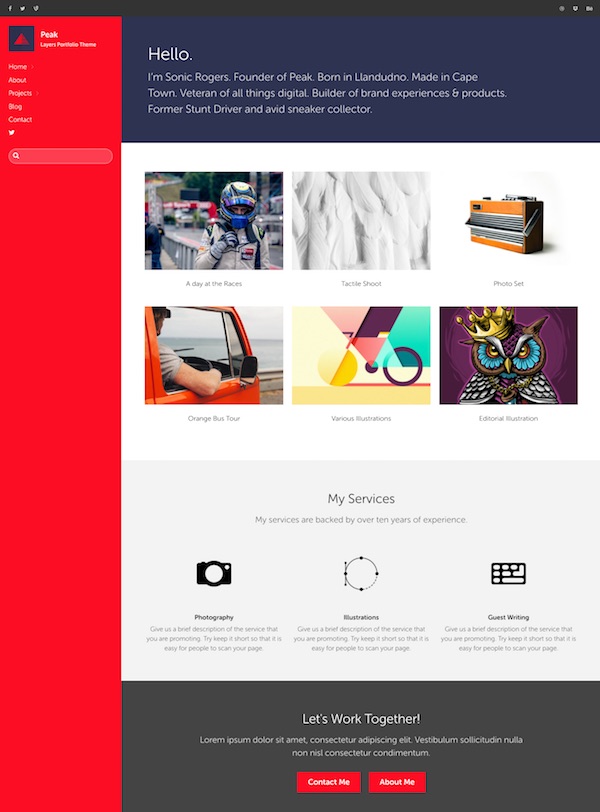 Peak
Layers Portfolio Theme
Home
About
Projects
Blog
Contact
Hello.
I'm Sonic Rogers. Founder of Peak. Born in Llandudno. Made in Cape
Town. Veteran of all things digital. Builder of brand experiences & products.
Former Stunt Driver and avid sneaker collector.
A day at the Races
Tactile Shoot
Photo Set
Orange Bus Tour
Various Illustrations
Editorial Illustration
My Services
My services are backed by over ten years of experience.
Photography
Give us a brief description of the service that
you are promoting. Try keep it short so that it is
easy for people to scan your page.
Illustrations
Give us a brief description of the service that
you are promoting. Try keep it short so that it is
easy for people to scan your page.
Guest Writing
Give us a brief description of the service that
you are promoting. Try keep it short so that it is
easy for people to scan your page.
Let's Work Together!
Lorem ipsum dolor sit amet, consectetur adipiscing elit. Vestibulum sollicitudin nulla
non nisl consectetur condimentum.
Contact Me
About Me